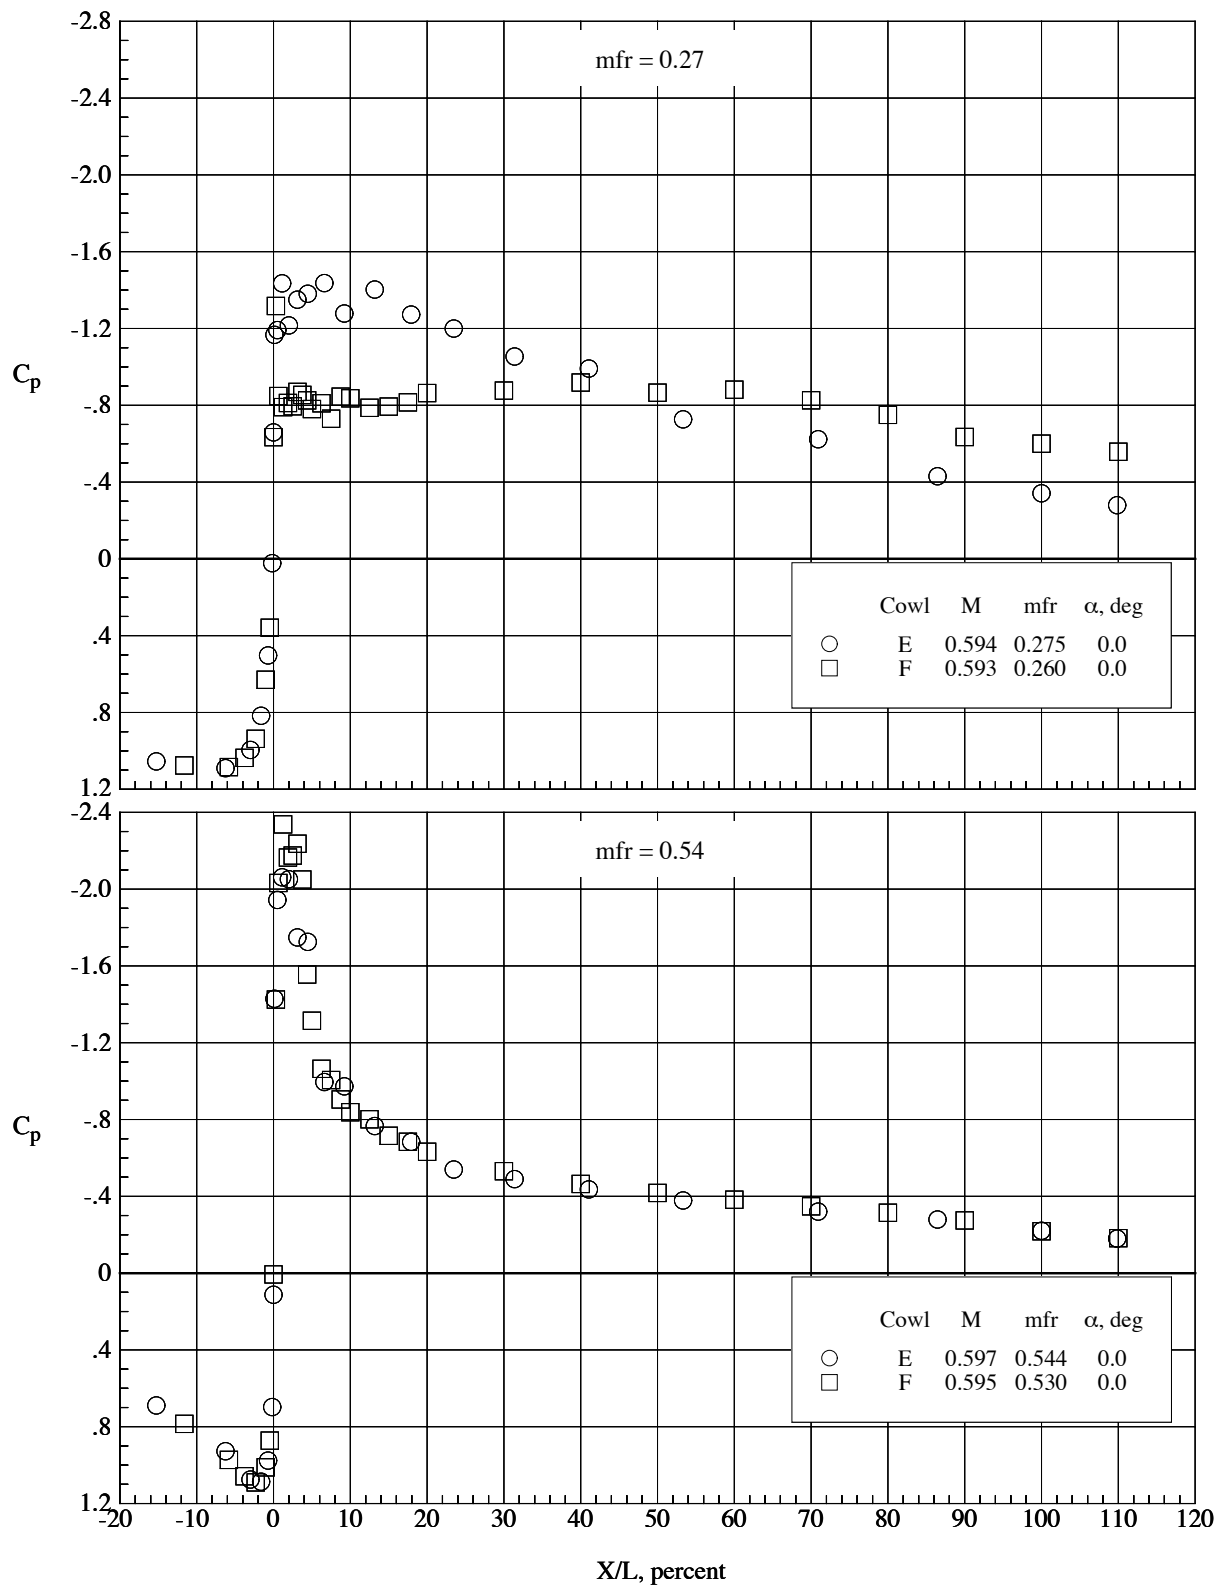 -2.8
mfr = 0.27
-2.4
-2.0
-1.6
-1.2
Cp
-.8
-.4
0
Cowl M mfr α, deg
.4
E 0.594 0.275 0.0
F 0.593 0.260 0.0
.8
1.2
-2.4
mfr = 0.54
-2.0
-1.6
-1.2
Cp
-.8
-.4
0
Cowl M mfr α, deg
.4
E 0.597 0.544 0.0
F 0.595 0.530 0.0
.8
1.2
-20 -10 0 10 20 30 40 50 60 70 80 90 100 110 120
X/L, percent